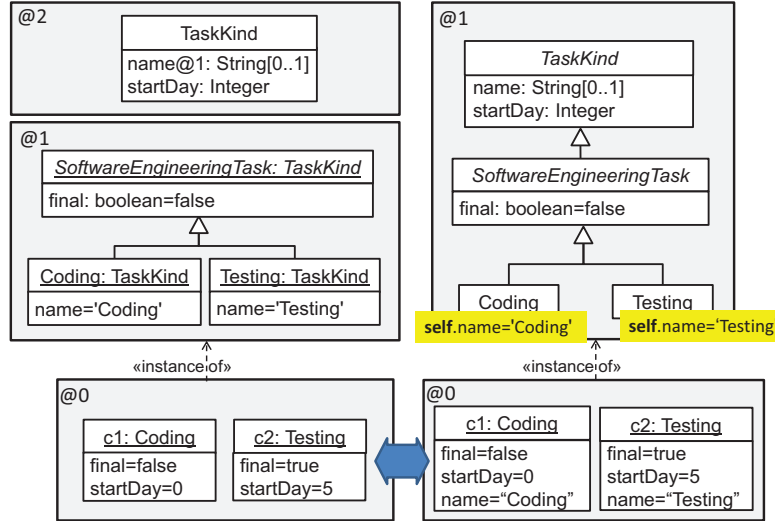 @2
TaskKind
name@1: String[0..1]
startDay: Integer
@1
SoftwareEngineeringTask: TaskKind
final: boolean=false
Coding: TaskKind
name='Coding'
Testing: TaskKind
name='Testing'
«instance of»
@0
c1: Coding
final=false
startDay=0
c2: Testing
final=true
startDay=5
@1
TaskKind
name: String[0..1]
startDay: Integer
SoftwareEngineeringTask
final: boolean=false
Coding
self.name='Coding'
Testing
self.name=‘Testing
«instance of»
@0
c1: Coding
final=false
startDay=0
name=“Coding”
c2: Testing
final=true
startDay=5
name=“Testing”